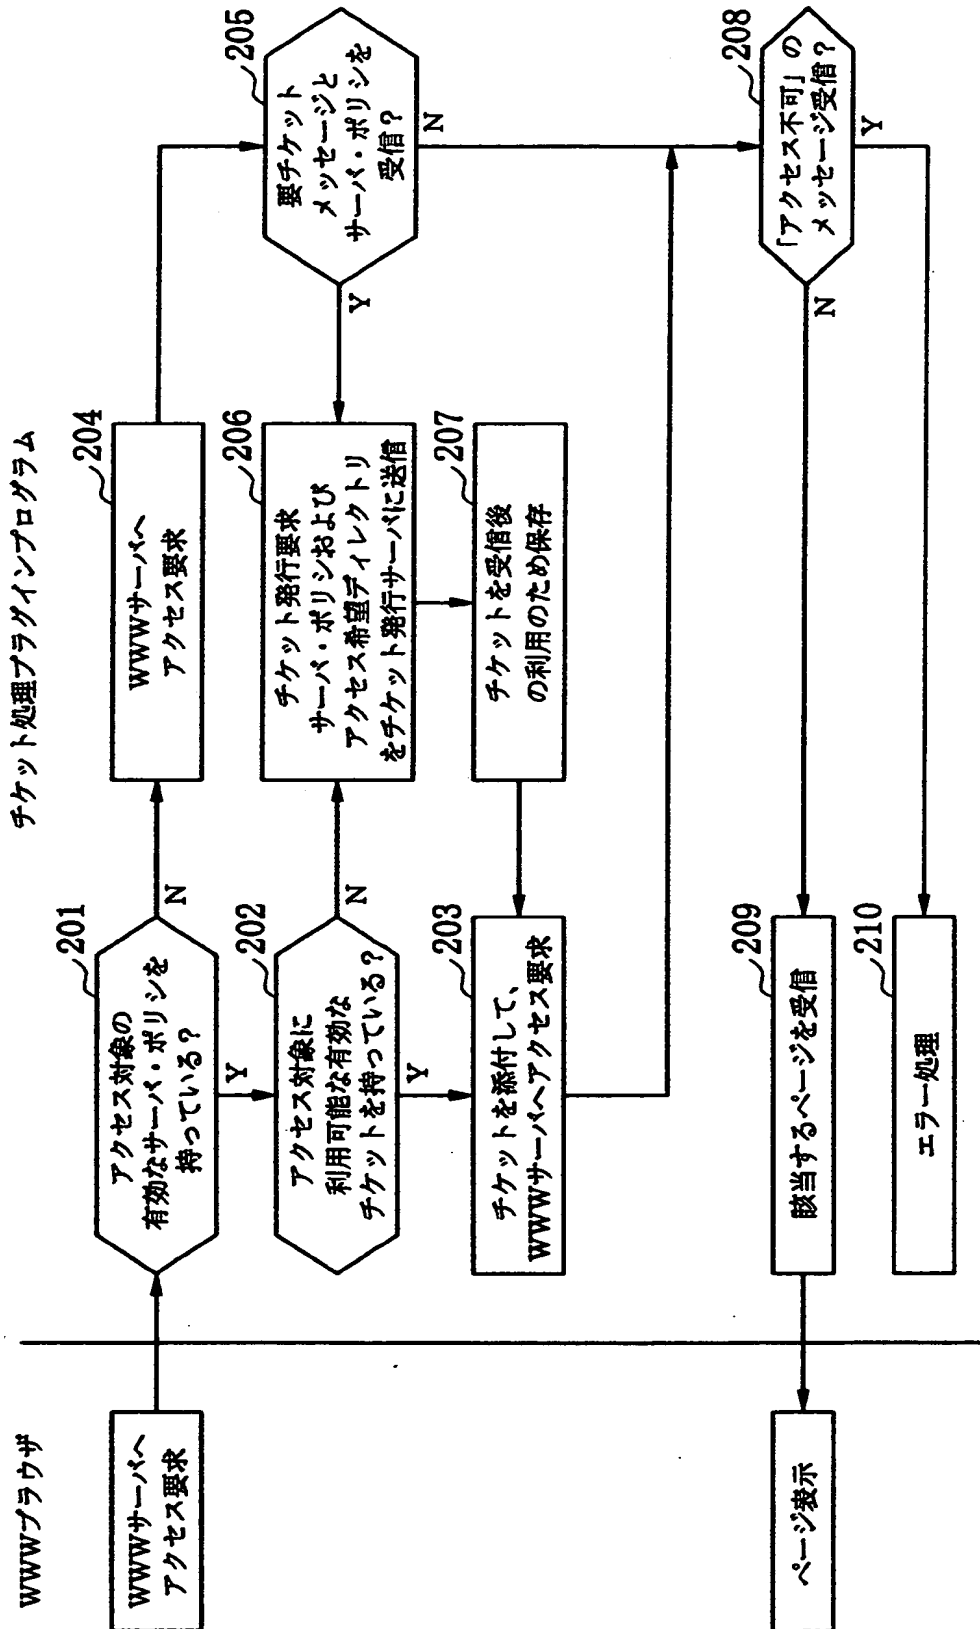 WWWブラウザ
チケット処理プラグインプログラム
WWWサーバへ
アクセス要求
201
アクセス対象の
有効なサーバ・ポリシを
持っている？
N
Y
204
WWWサーバへ
アクセス要求
205
要チケット
メッセージと
サーバ・ポリシを
受信？
Y
N
202
アクセス対象に
利用可能な有効な
チケットを持っている？
N
Y
206
チケット発行要求
サーバ・ポリシおよび
アクセス希望ディレクトリ
をチケット発行サーバに送信
203
チケットを添付して、
WWWサーバへアクセス要求
207
チケットを受信後
の利用のため保存
208
「アクセス不可」の
メッセージ受信？
N
Y
ページ表示
209
該当するページを受信
210
エラー処理